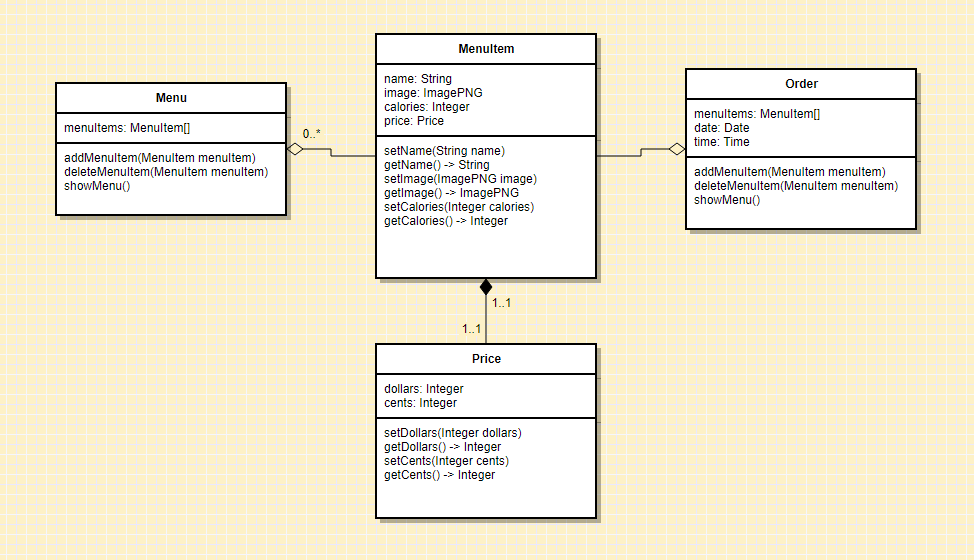 MenuItem
name: String
image: ImagePNG
calories: Integer
price: Price
setName(String name)
getName() -> String
setImage(ImagePNG image)
getImage() -> ImagePNG
setCalories(Integer calories)
getCalories() -> Integer
Menu
menuItems: MenuItem[]
addMenuItem(MenuItem menuItem)
deleteMenuItem(MenuItem menuItem)
showMenu()
0..*
Order
menuItems: MenuItem[]
date: Date
time: Time
addMenuItem(MenuItem menuItem)
deleteMenuItem(MenuItem menuItem)
showMenu()
1..1
1..1
Price
dollars: Integer
cents: Integer
setDollars(Integer dollars)
getDollars() -> Integer
setCents(Integer cents)
getCents() -> Integer